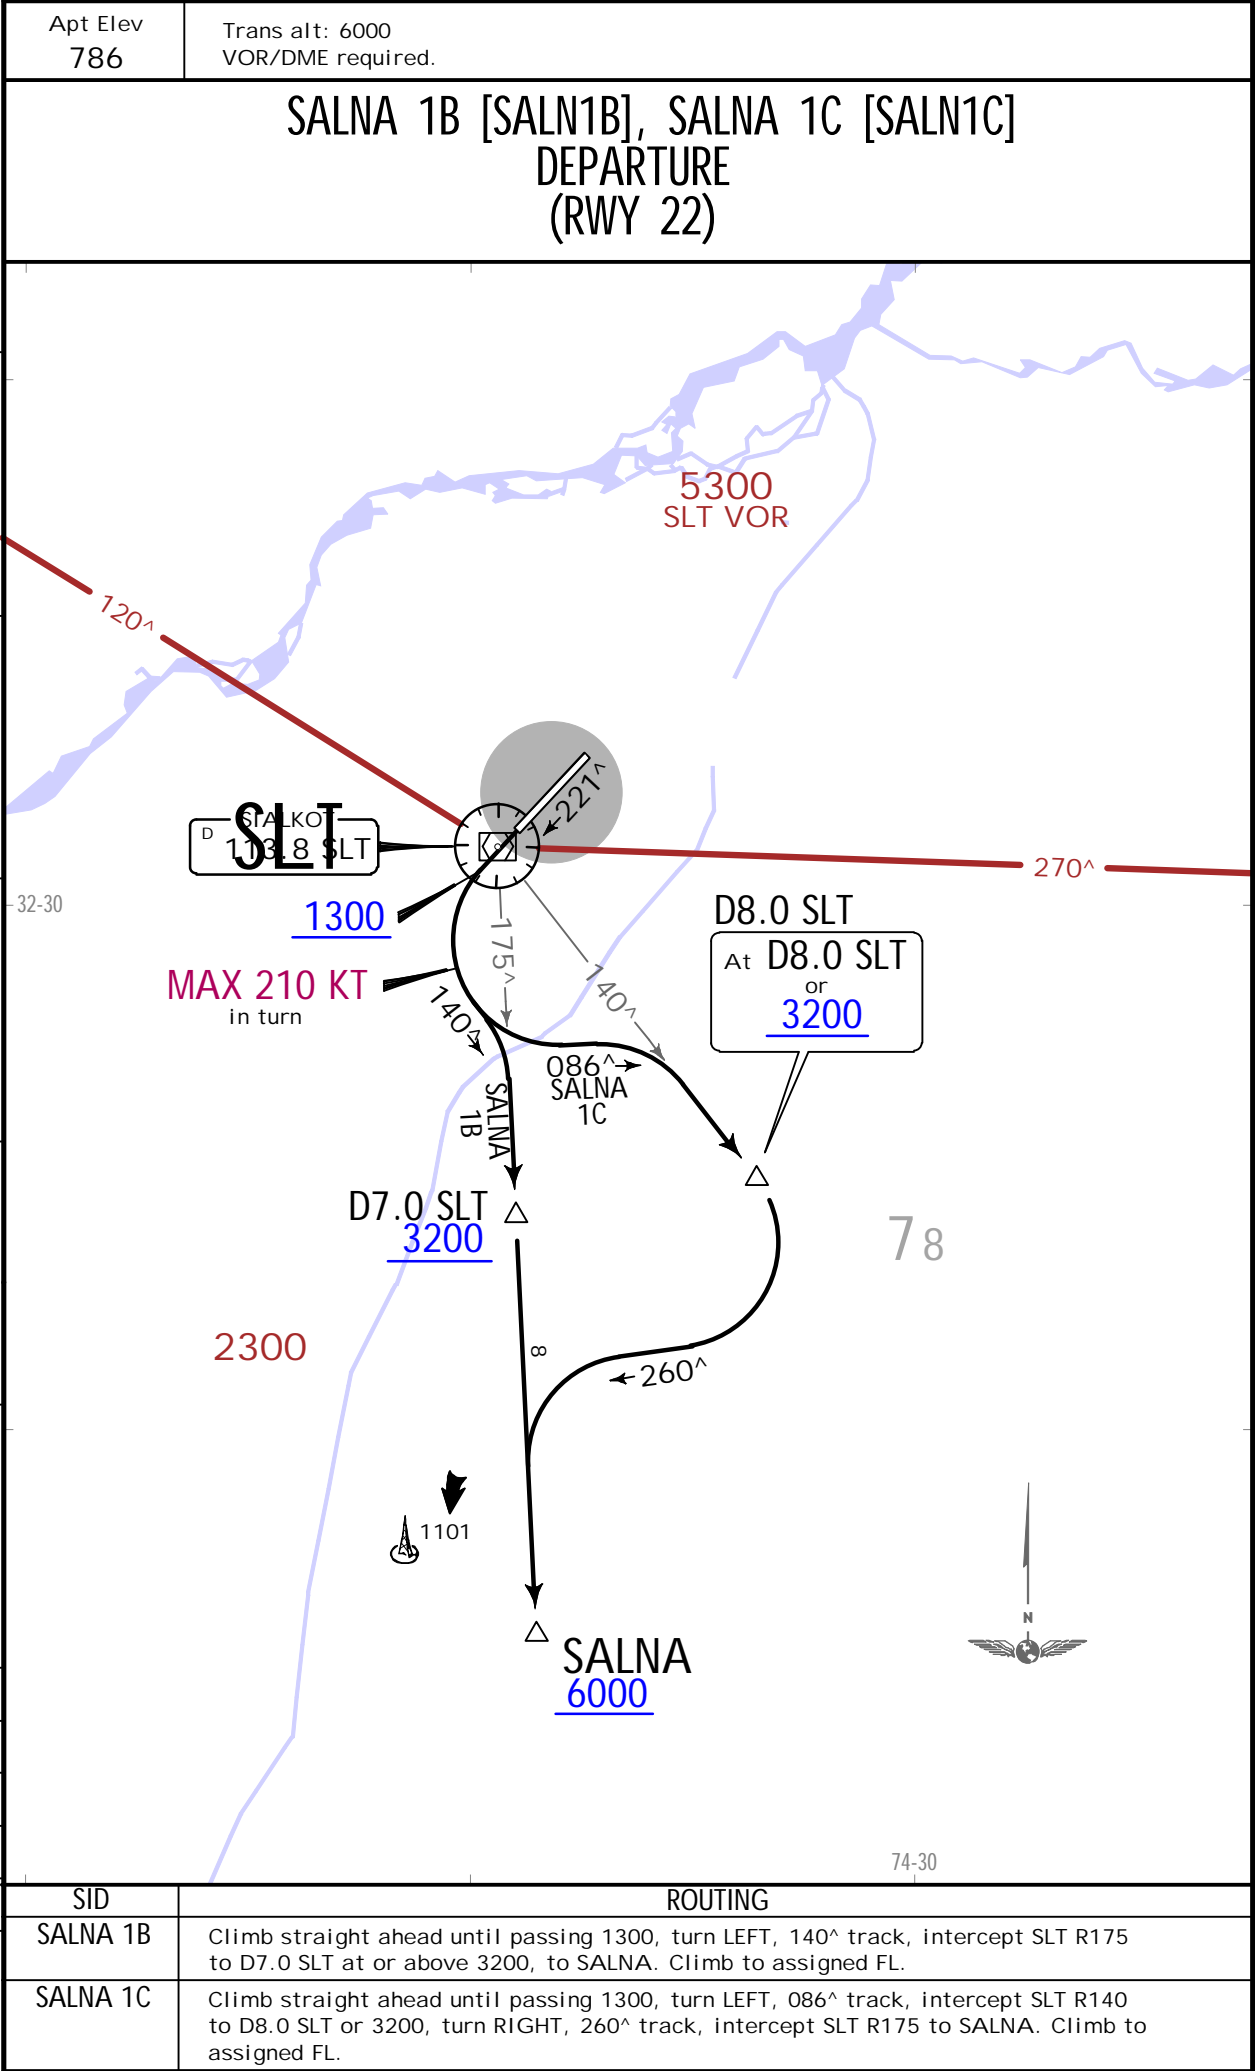 Apt Elev
786
Trans alt: 6000
VOR/DME required.
SALNA 1B [SALN1B], SALNA 1C [SALN1C]
DEPARTURE
(RWY 22)
5300
SLT VOR
120^
221^
SLT
SIALKOT
D 113.8 SLT
270^
32-30
1300
MAX 210 KT
in turn
175^
140^
140^
D8.0 SLT
At D8.0 SLT
or
3200
086^
SALNA
1C
SALNA
1B
D7.0 SLT
3200
78
2300
8
260^
1101
N
SALNA
6000
74-30
SID
ROUTING
SALNA 1B
Climb straight ahead until passing 1300, turn LEFT, 140^ track, intercept SLT R175
to D7.0 SLT at or above 3200, to SALNA. Climb to assigned FL.
SALNA 1C
Climb straight ahead until passing 1300, turn LEFT, 086^ track, intercept SLT R140
to D8.0 SLT or 3200, turn RIGHT, 260^ track, intercept SLT R175 to SALNA. Climb to
assigned FL.